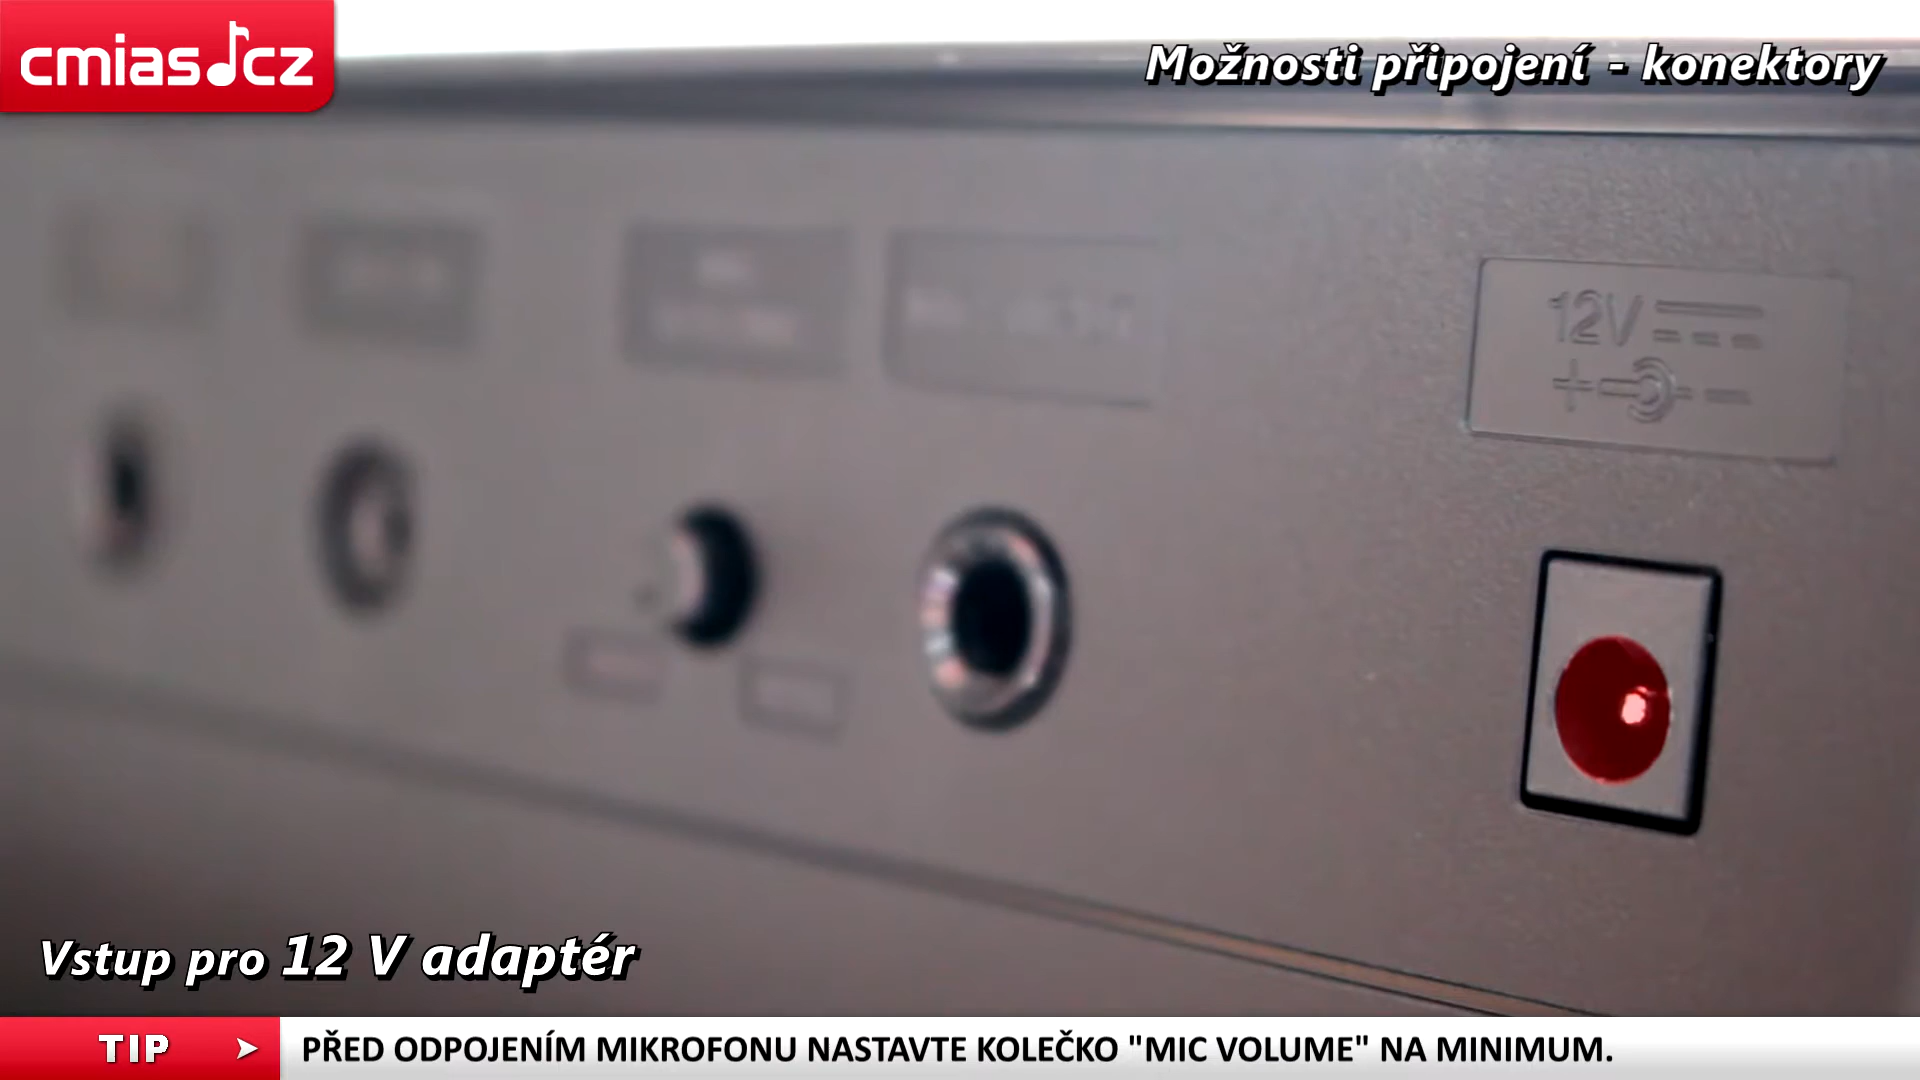 cmias.cz
Možnosti připojení - konektory
12V
Vstup pro 12 V adaptér
TIP
PŘED ODPOJENÍM MIKROFONU NASTAVTE KOLEČKO "MIC VOLUME" NA MINIMUM.